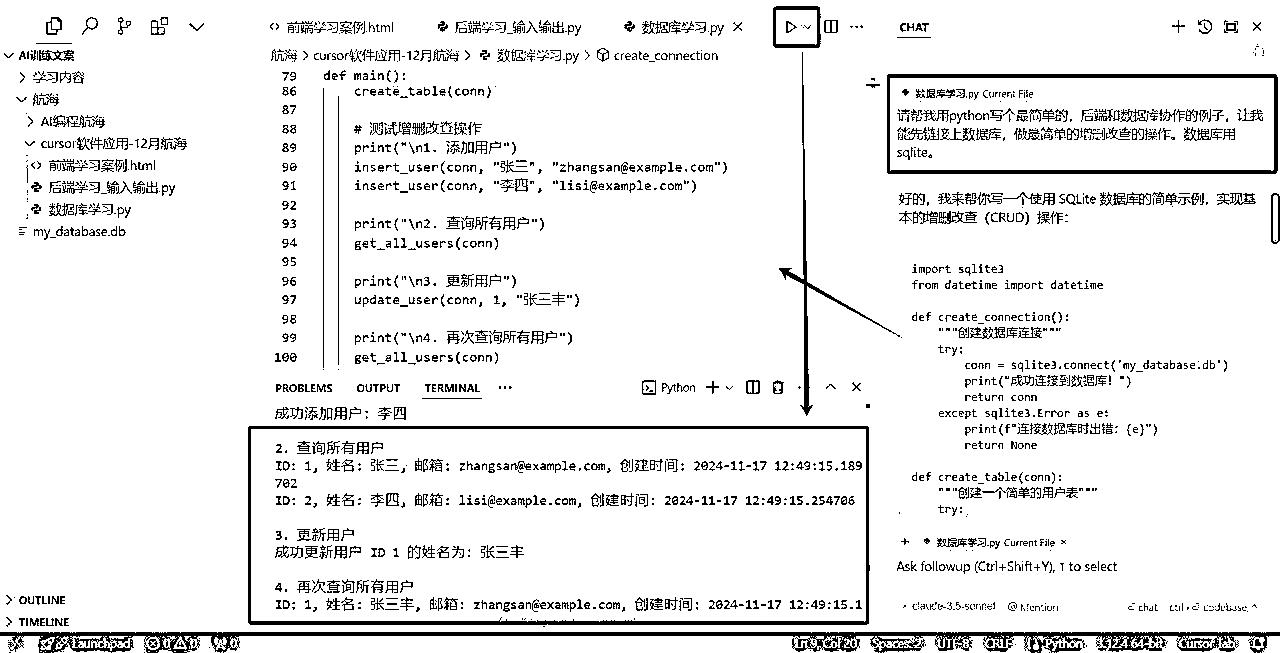 前端学习案例.html
后端学习_输入输出.py
数据库学习.py
AI训练文案
学习内容
航海
AI编程航海
cursor软件应用-12月航海
前端学习案例.html
后端学习_输入输出.py
数据库学习.py
my_database.db
OUTLINE
TIMELINE
航海 > cursor软件应用-12月航海 > 数据库学习.py > create_connection
79 def main():
86 create_table(conn)
87
88 # 测试增删改查操作
89 print("\n1. 添加用户")
90 insert_user(conn, "张三", "zhangsan@example.com")
91 insert_user(conn, "李四", "lisi@example.com")
92
93 print("\n2. 查询所有用户")
94 get_all_users(conn)
95
96 print("\n3. 更新用户")
97 update_user(conn, 1, "张三丰")
98
99 print("\n4. 再次查询所有用户")
100 get_all_users(conn)
PROBLEMS OUTPUT TERMINAL ··· Python
成功添加用户: 李四
2. 查询所有用户
ID: 1, 姓名: 张三, 邮箱: zhangsan@example.com, 创建时间: 2024-11-17 12:49:15.189
702
ID: 2, 姓名: 李四, 邮箱: lisi@example.com, 创建时间: 2024-11-17 12:49:15.254706
3. 更新用户
成功更新用户 ID 1 的姓名为: 张三丰
4. 再次查询所有用户
ID: 1, 姓名: 张三丰, 邮箱: zhangsan@example.com, 创建时间: 2024-11-17 12:49:15.1
CHAT
数据库学习.py Current File
请帮我用python写个最简单的，后端和数据库协作的例子，让我
能先链接上数据库，做最简单的增删改查的操作。数据库用
sqlite。
好的，我来帮你写一个使用 SQLite 数据库的简单示例，实现基
本的增删改查（CRUD）操作：
import sqlite3
from datetime import datetime
def create_connection():
"""创建数据库连接"""
try:
conn = sqlite3.connect('my_database.db')
print("成功连接到数据库！")
return conn
except sqlite3.Error as e:
print(f"连接数据库时出错: {e}")
return None
def create_table(conn):
"""创建一个简单的用户表"""
try:
+ 数据库学习.py Current File ×
Ask followup (Ctrl+Shift+Y), ↑ to select
claude-3.5-sonnet @ Mention chat ctrl codebase
Launchpad 0 0 0 Ln 9, Col 20 Spaces: 2 UTF-8 CRLF Python 64-bit Cursor Tab